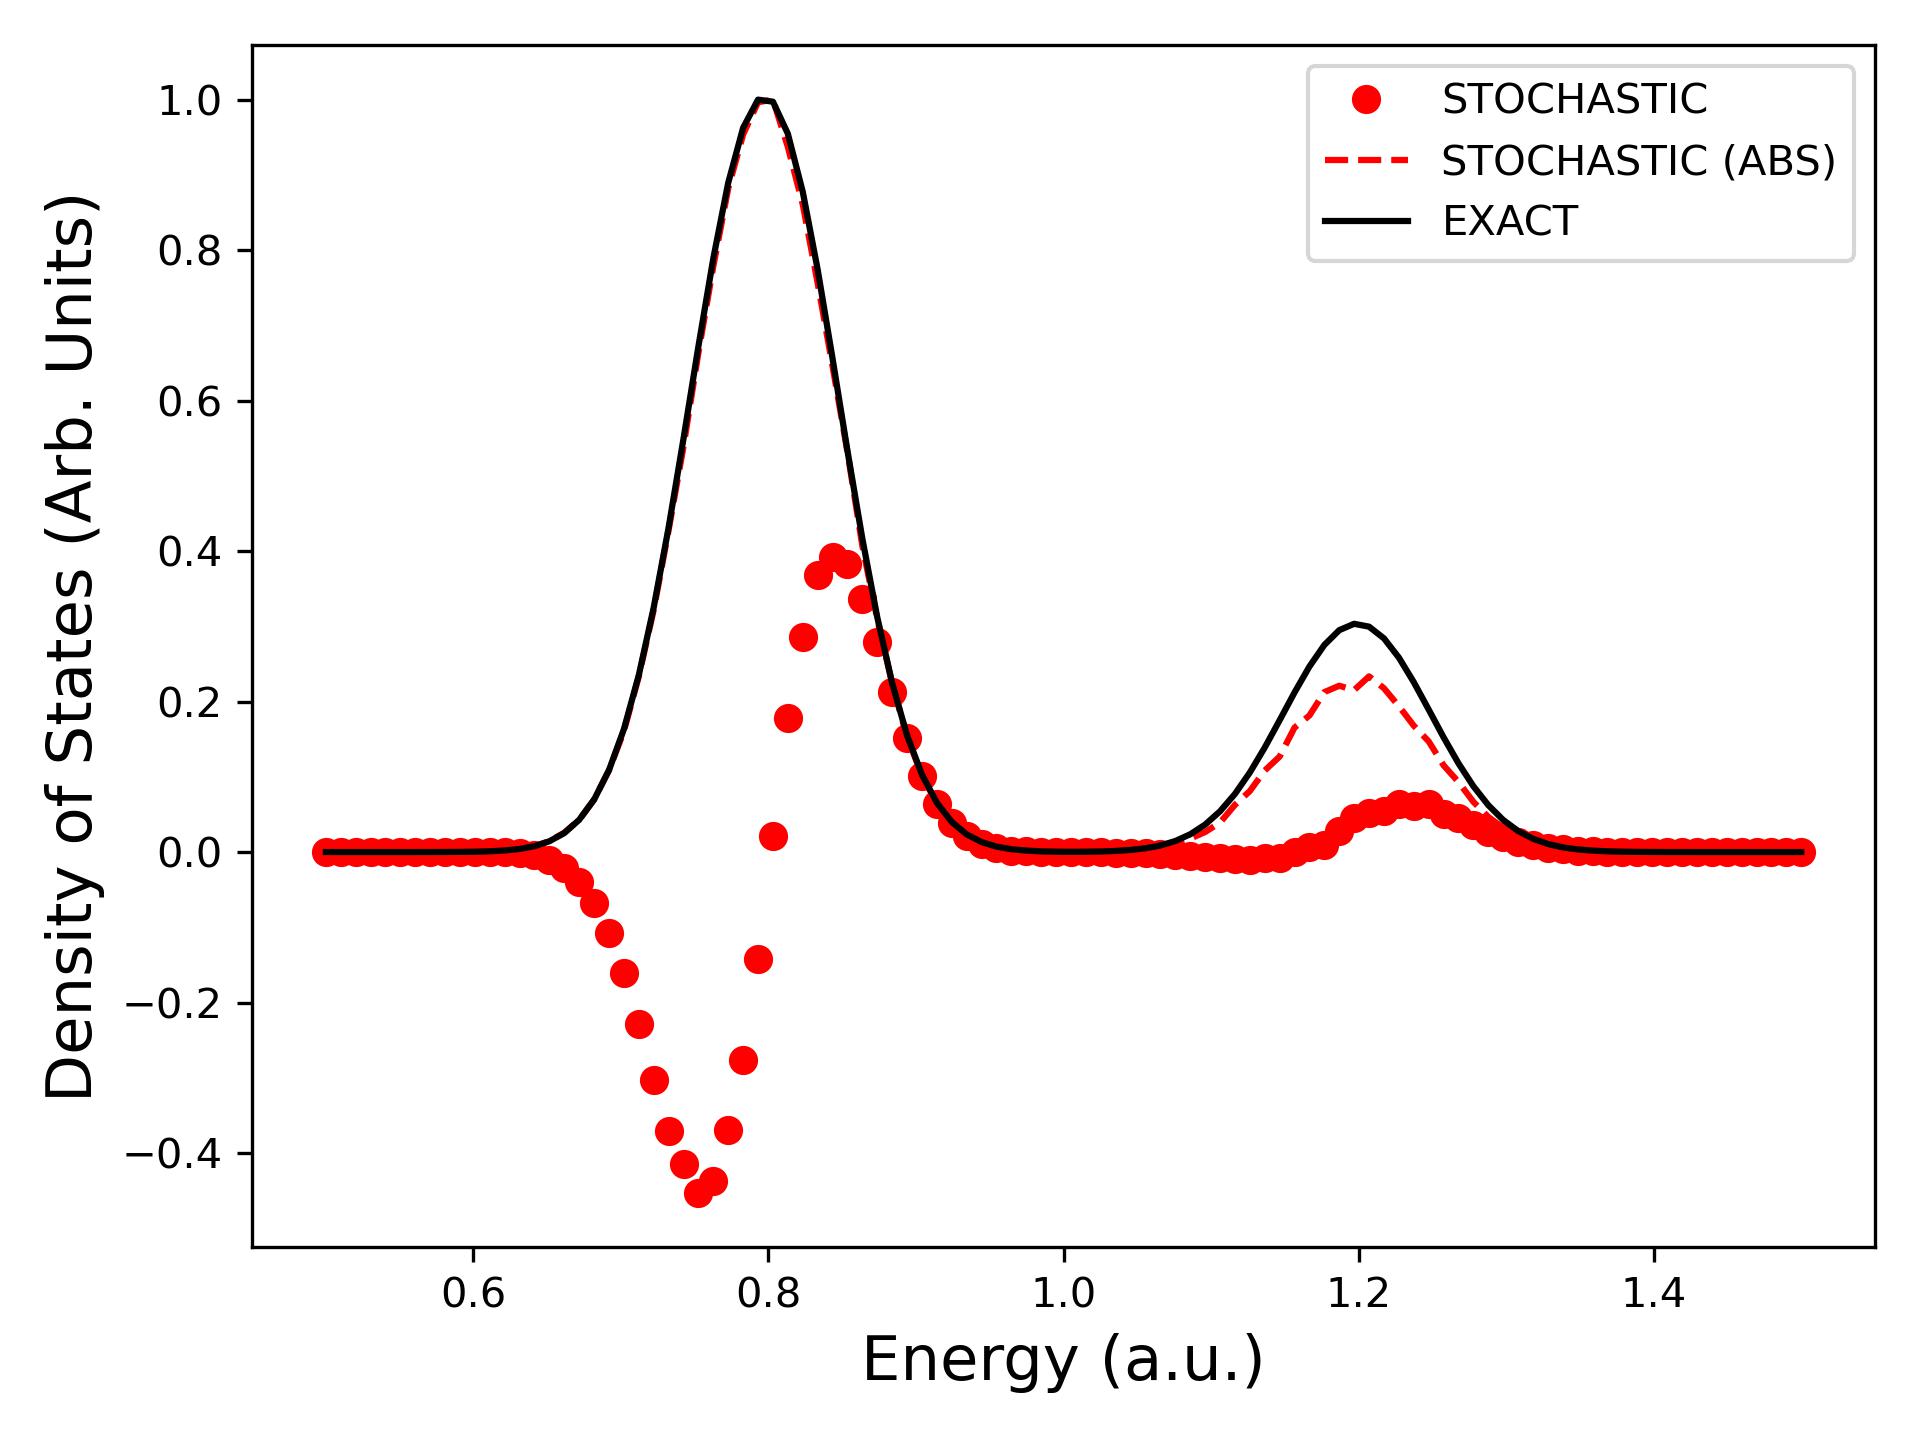 STOCHASTIC
STOCHASTIC (ABS)
EXACT
Density of States (Arb. Units)
1.0
0.8
0.6
0.4
0.2
0.0
−0.2
−0.4
0.6 0.8 1.0 1.2 1.4
Energy (a.u.)